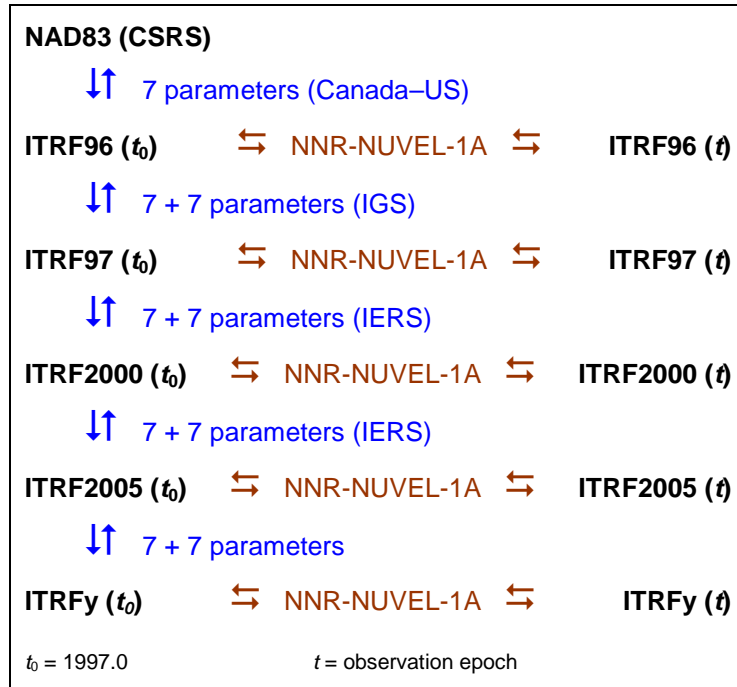 NAD83 (CSRS)
7 parameters (Canada–US)
ITRF96 (t0) NNR-NUVEL-1A ITRF96 (t)
7 + 7 parameters (IGS)
ITRF97 (t0) NNR-NUVEL-1A ITRF97 (t)
7 + 7 parameters (IERS)
ITRF2000 (t0) NNR-NUVEL-1A ITRF2000 (t)
7 + 7 parameters (IERS)
ITRF2005 (t0) NNR-NUVEL-1A ITRF2005 (t)
7 + 7 parameters
ITRFy (t0) NNR-NUVEL-1A ITRFy (t)
t0 = 1997.0 t = observation epoch